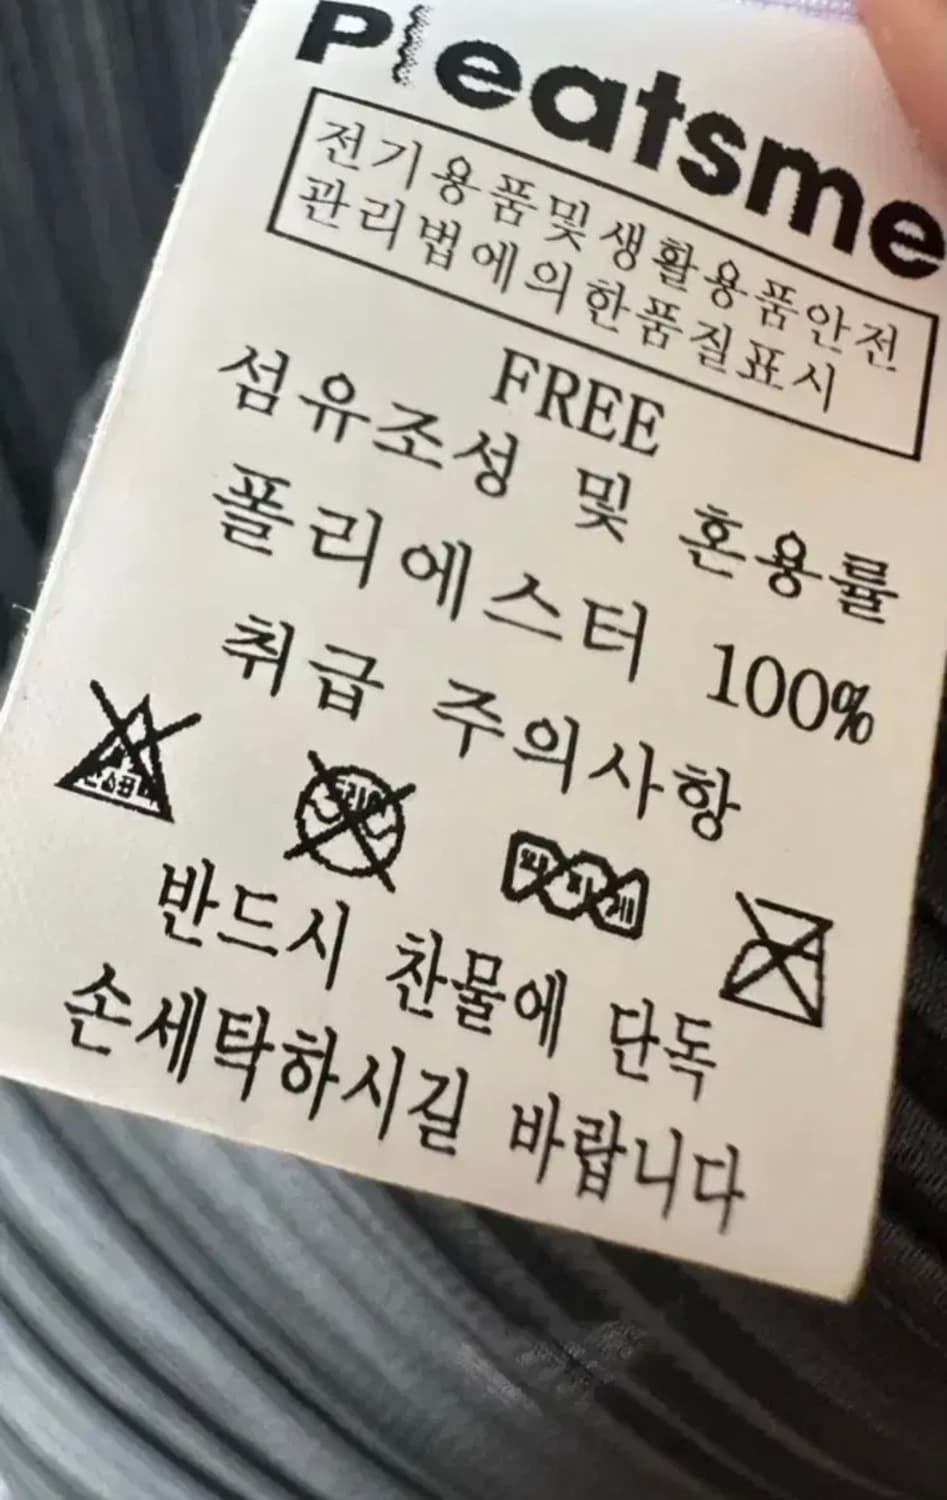 Pleatsme
전기용품및생활용품안전
관리법에의한품질표시
FREE
섬유조성 및 혼용률
폴리에스터 100%
취급 주의사항
반드시 찬물에 단독
손세탁하시길 바랍니다